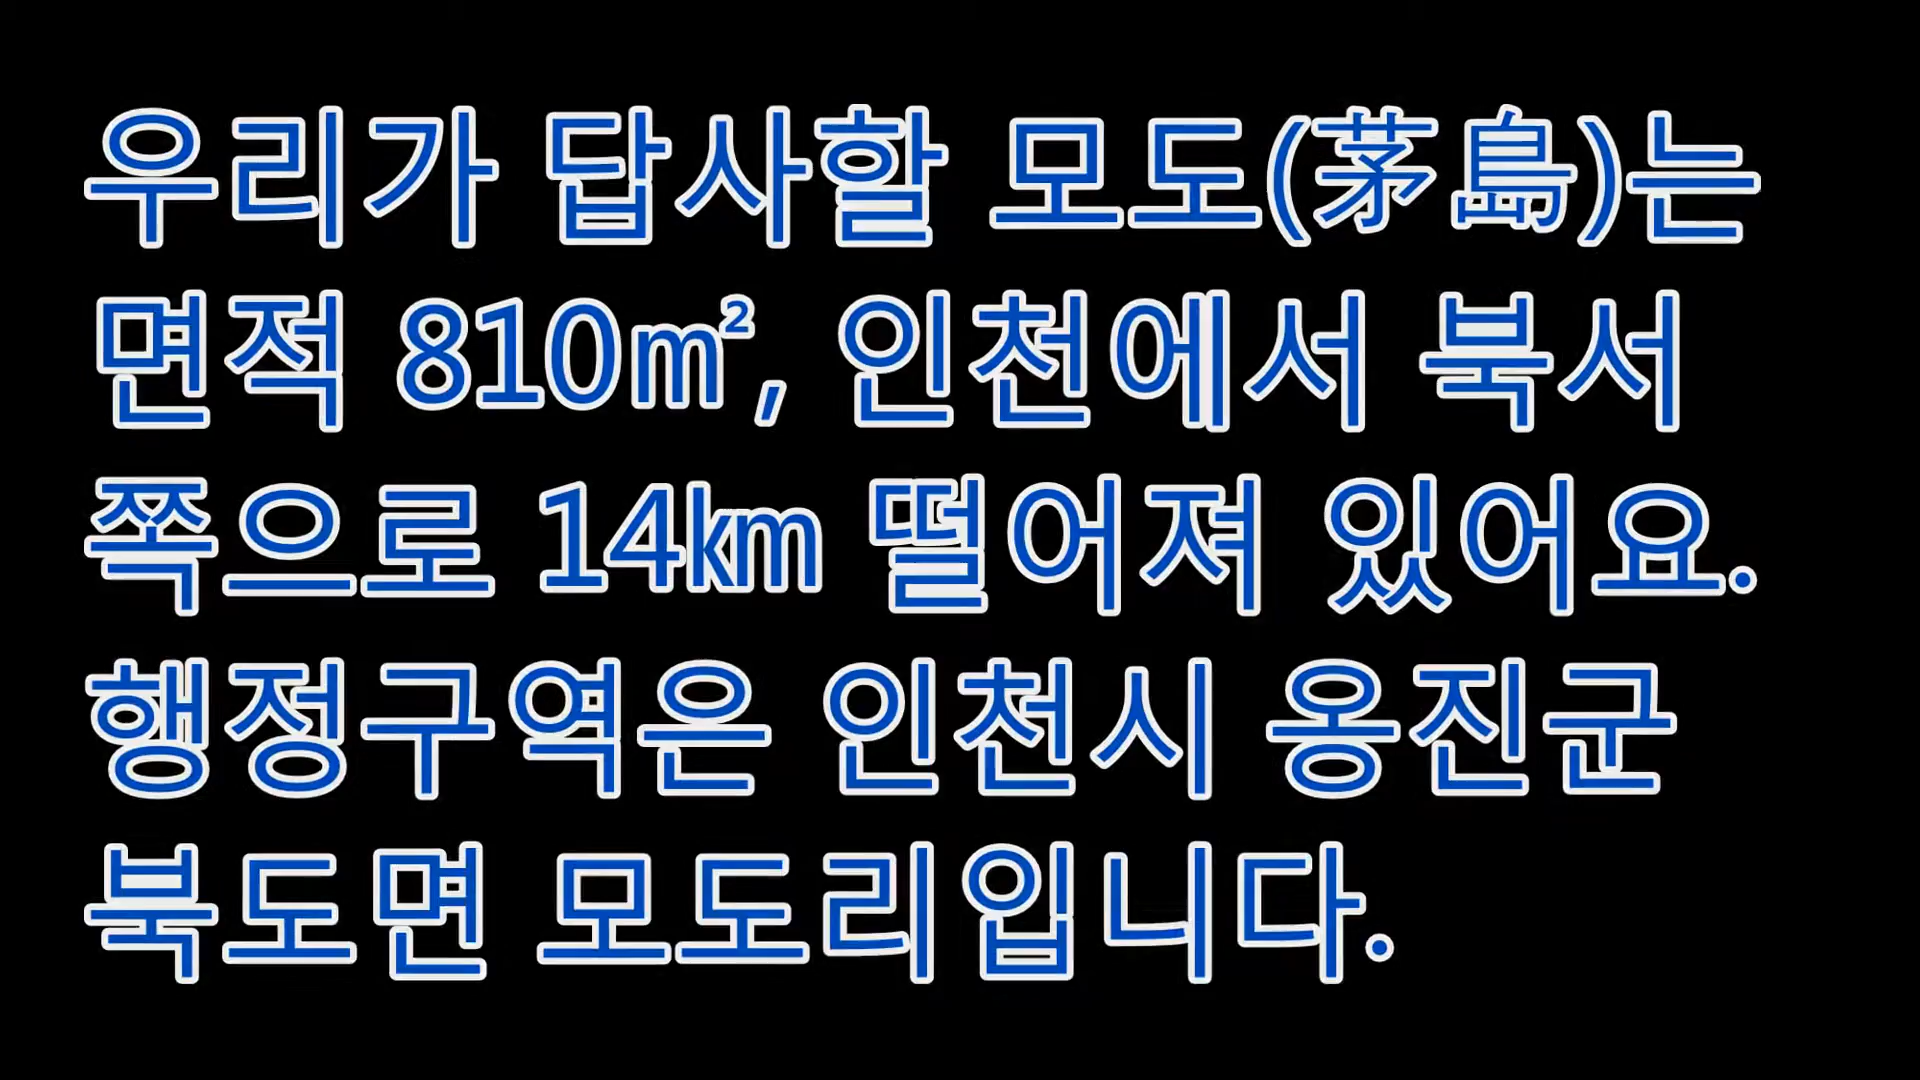 우리가 답사할 모도(茅島)는
면적 810㎡, 인천에서 북서
쪽으로 14㎞ 떨어져 있어요.
행정구역은 인천시 옹진군
북도면 모도리입니다.